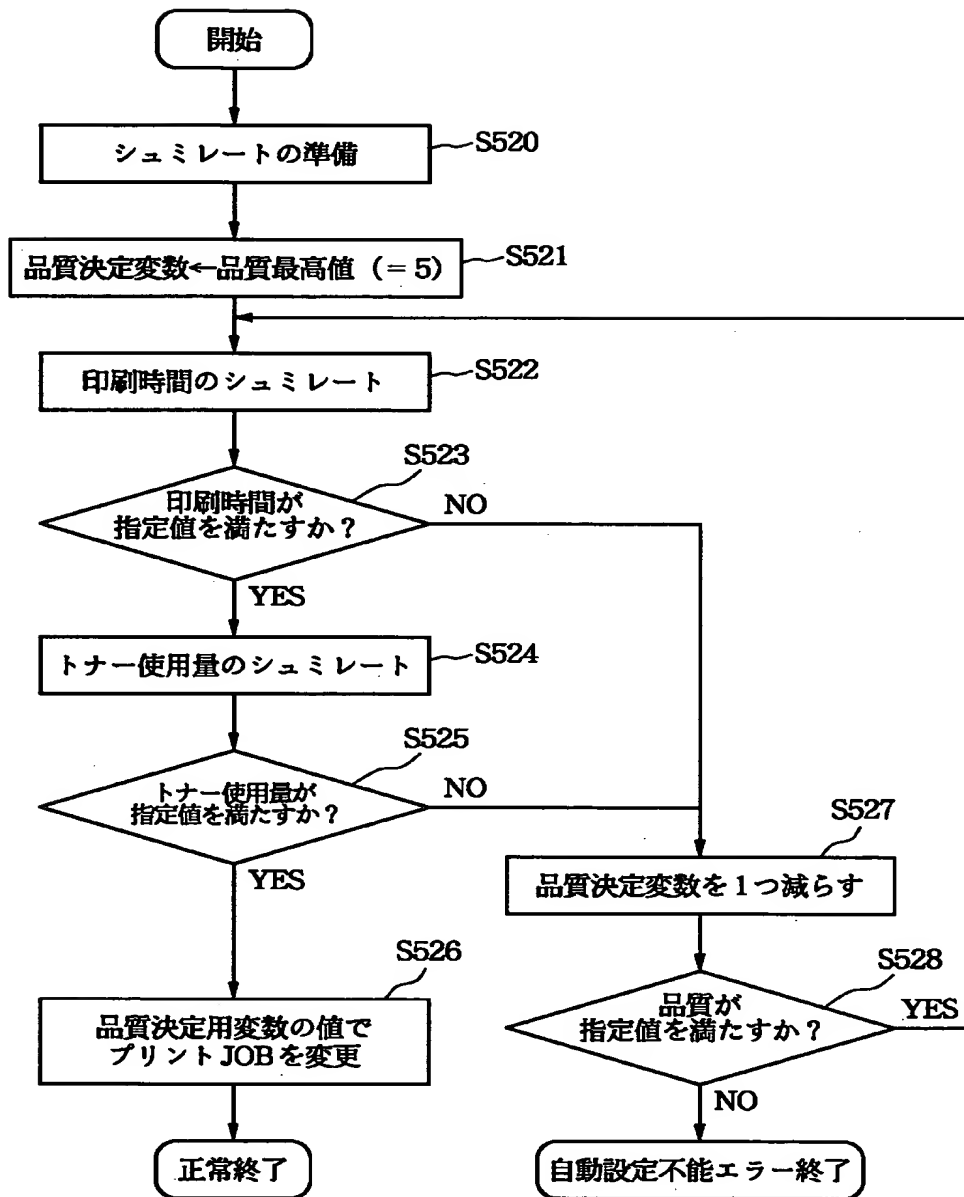 開始
シュミレートの準備
S520
品質決定変数←品質最高値（=5）
S521
印刷時間のシュミレート
S522
S523
印刷時間が
指定値を満たすか？
NO
YES
トナー使用量のシュミレート
S524
S525
トナー使用量が
指定値を満たすか？
NO
YES
S527
品質決定変数を1つ減らす
S526
品質決定用変数の値で
プリントJOBを変更
S528
品質が
指定値を満たすか？
YES
NO
正常終了
自動設定不能エラー終了